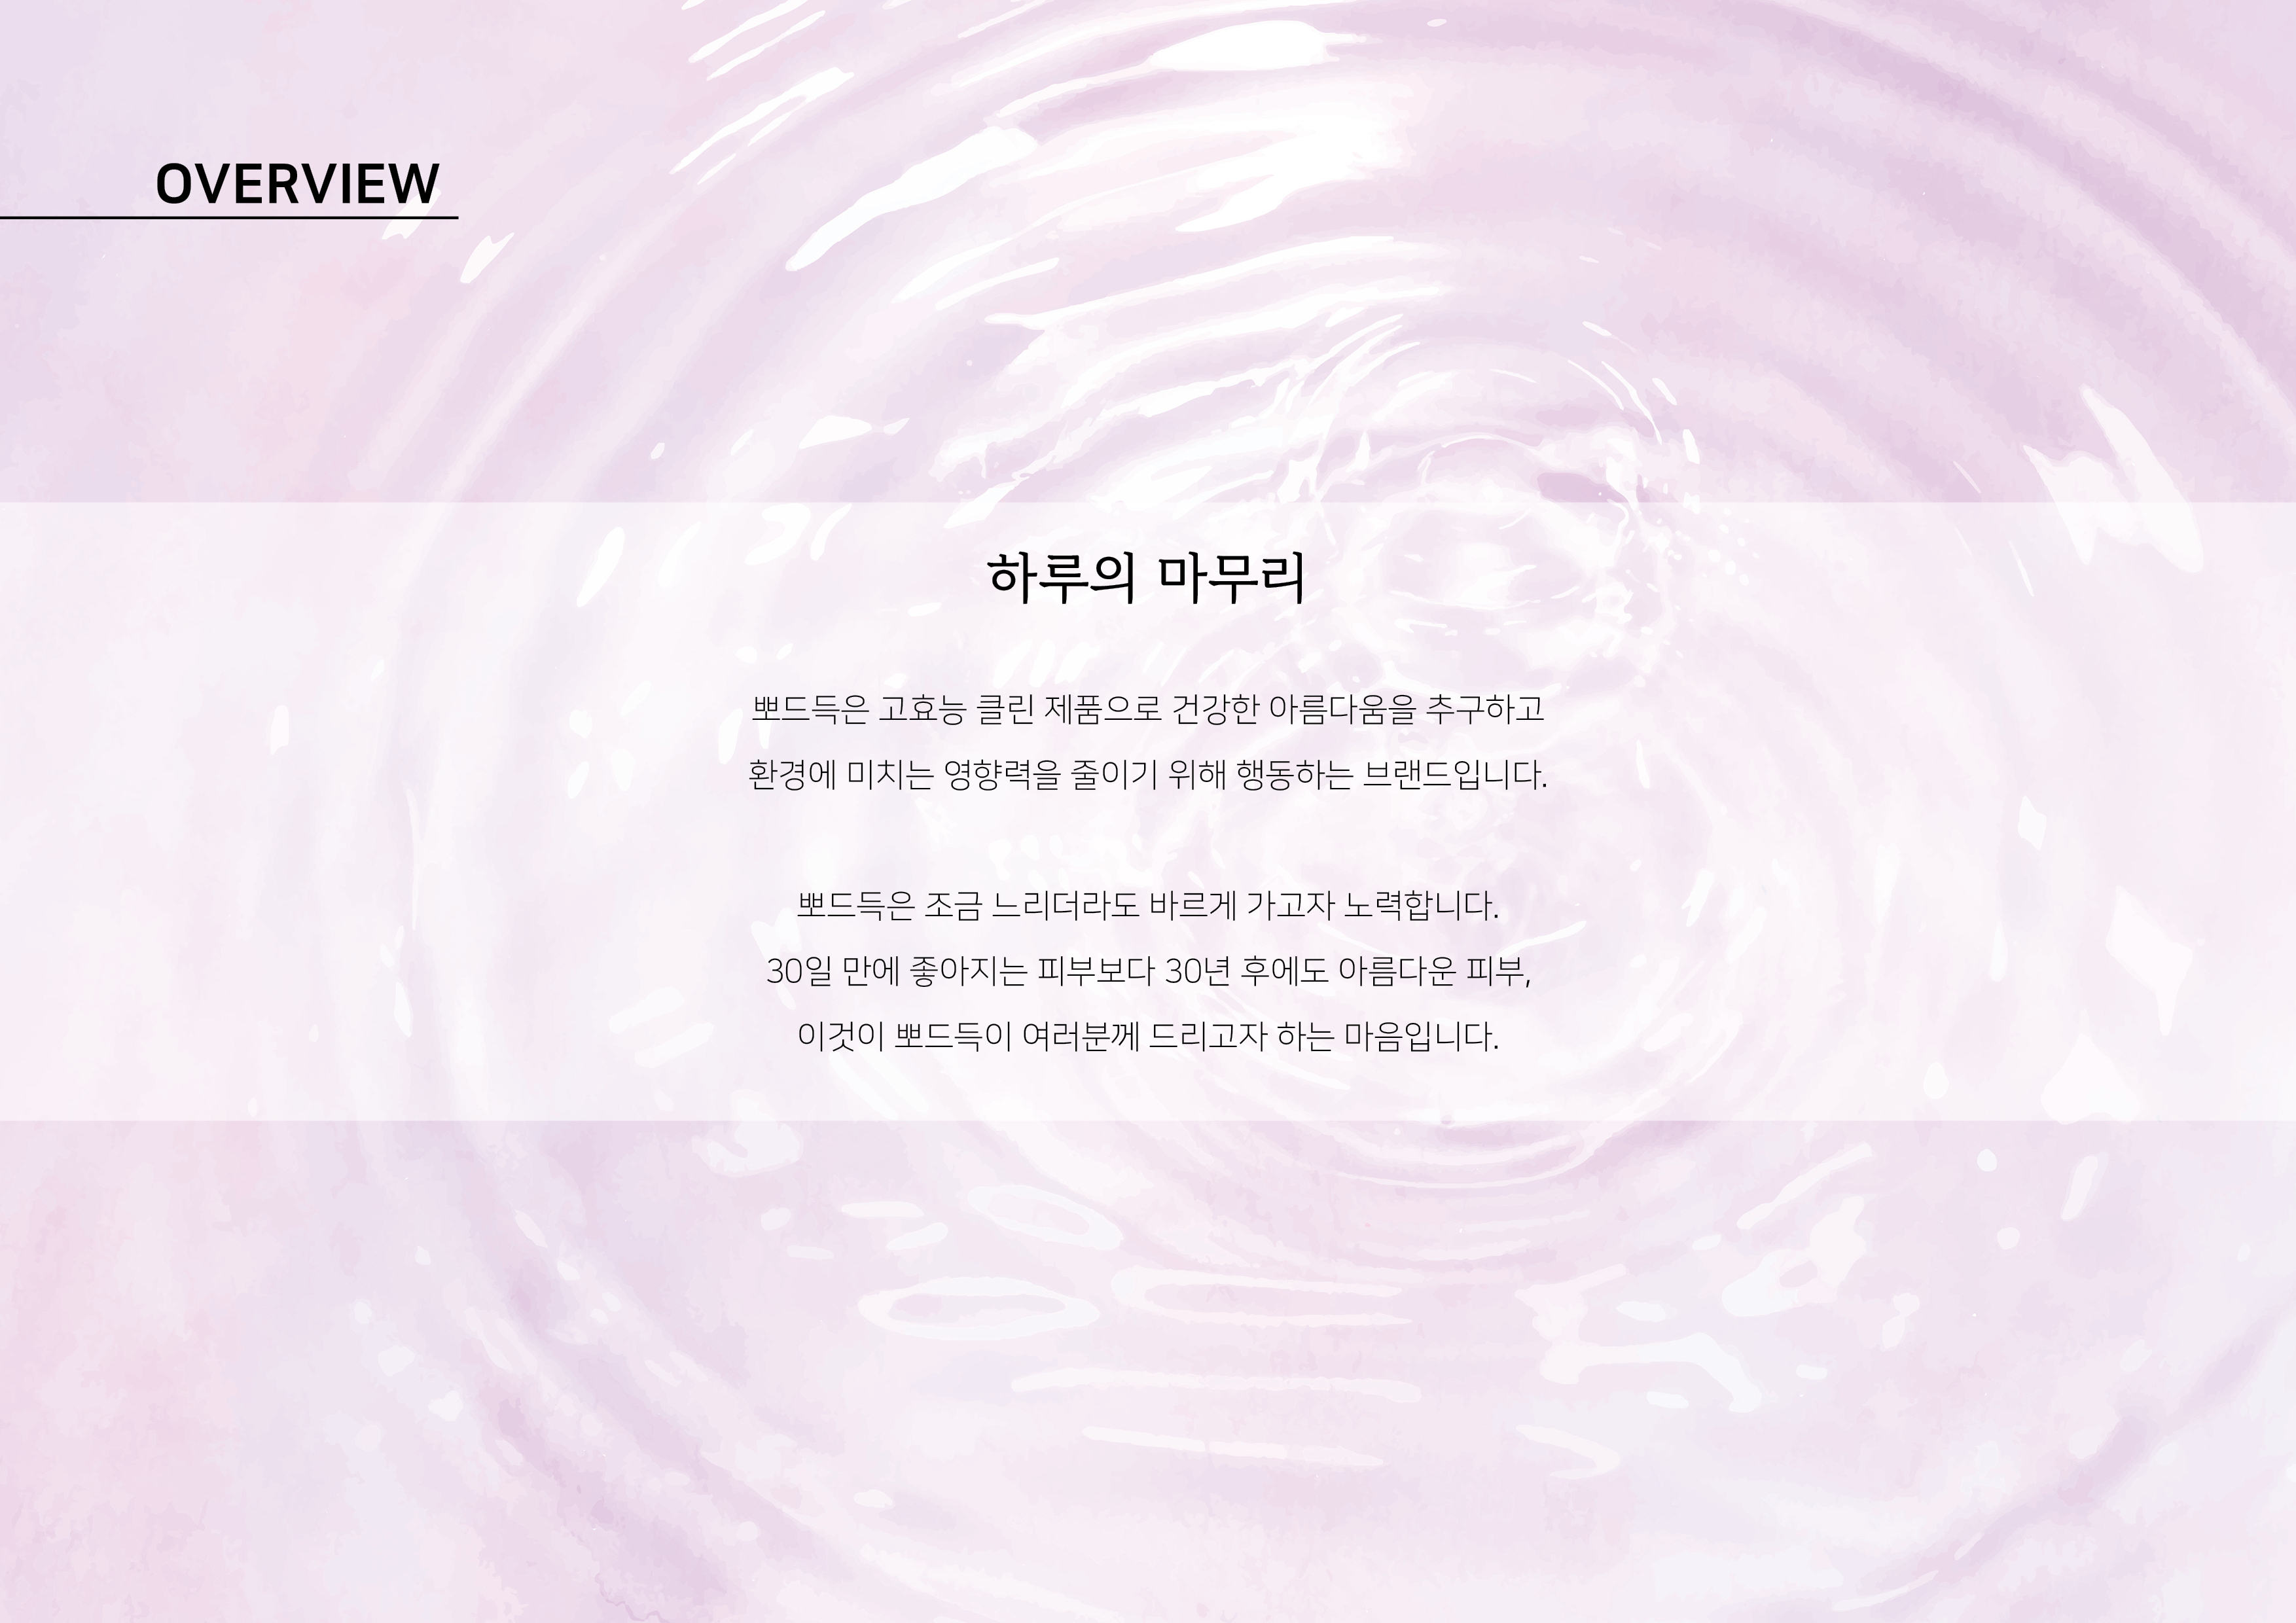 OVERVIEW
하루의 마무리
뽀드득은 고효능 클린 제품으로 건강한 아름다움을 추구하고
환경에 미치는 영향력을 줄이기 위해 행동하는 브랜드입니다.
뽀드득은 조금 느리더라도 바르게 가고자 노력합니다.
30일 만에 좋아지는 피부보다 30년 후에도 아름다운 피부,
이것이 뽀드득이 여러분께 드리고자 하는 마음입니다.